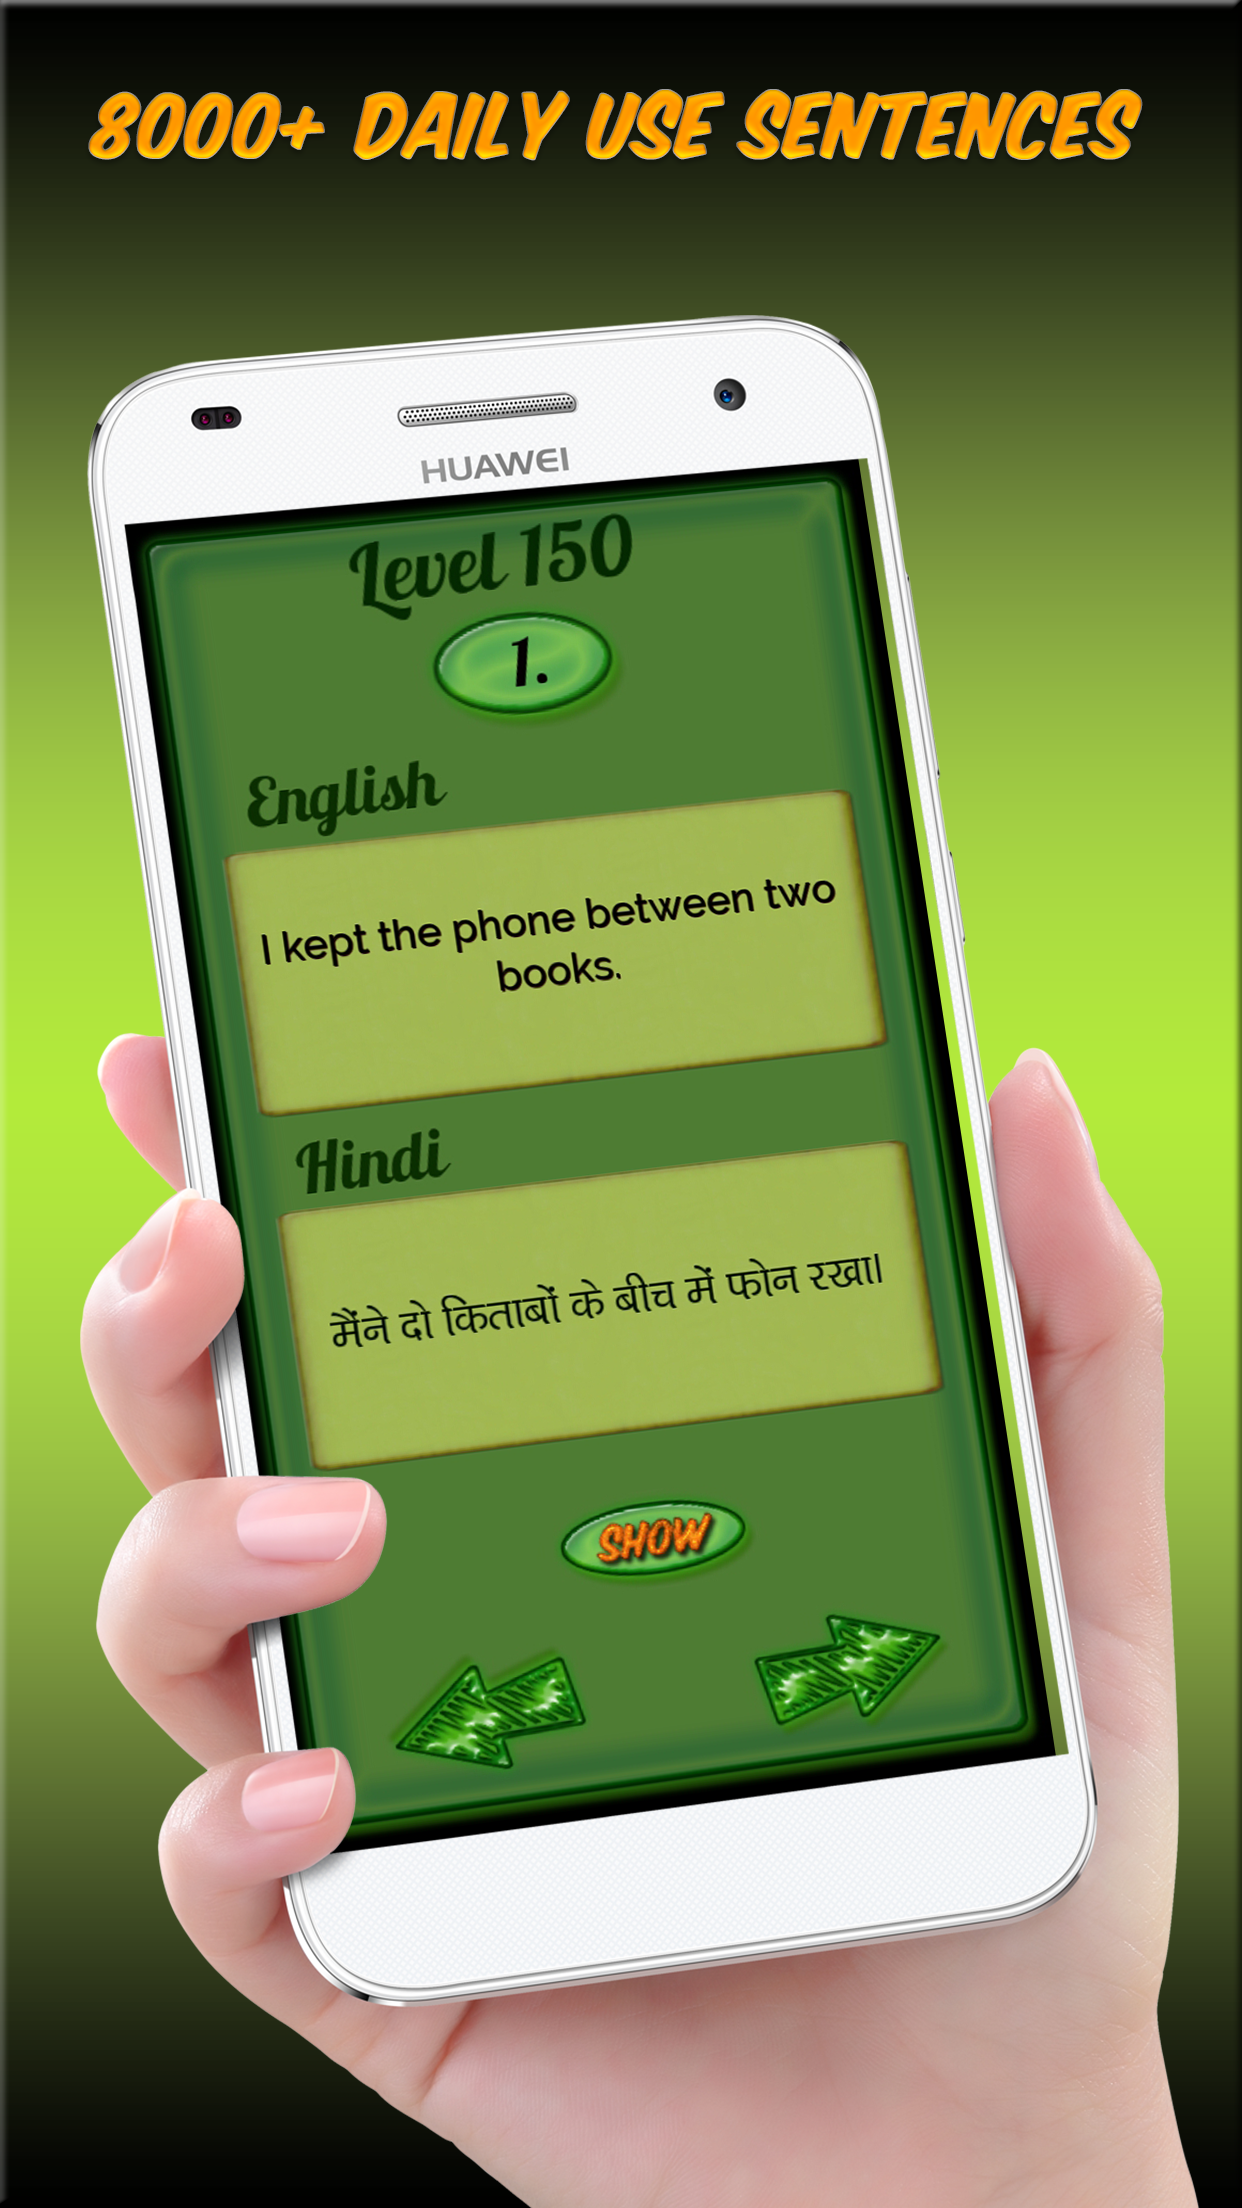 8000+ DAILY USE SENTENCES
HUAWEI
Level 150
1.
English
I kept the phone between two
books.
Hindi
मैंने दो किताबों के बीच में फोन रखा।
SHOW